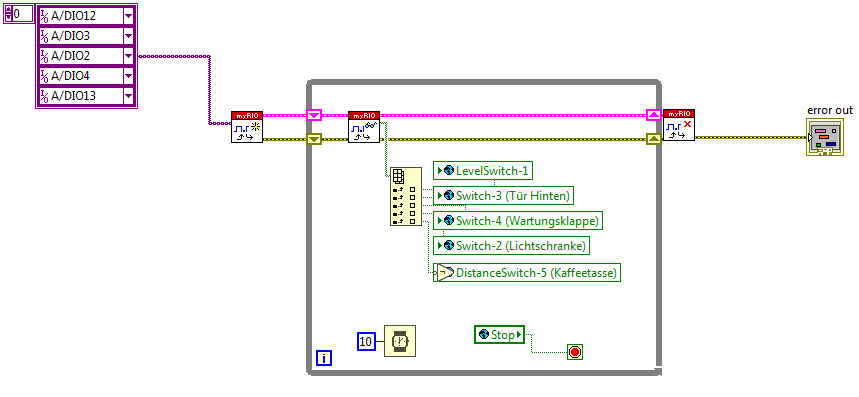 0
A/DIO12
A/DIO3
A/DIO2
A/DIO4
A/DIO13
myRIO
myRIO
myRIO
error out
LevelSwitch-1
Switch-3 (Tür Hinten)
Switch-4 (Wartungsklappe)
Switch-2 (Lichtschranke)
DistanceSwitch-5 (Kaffeetasse)
10
Stop
i